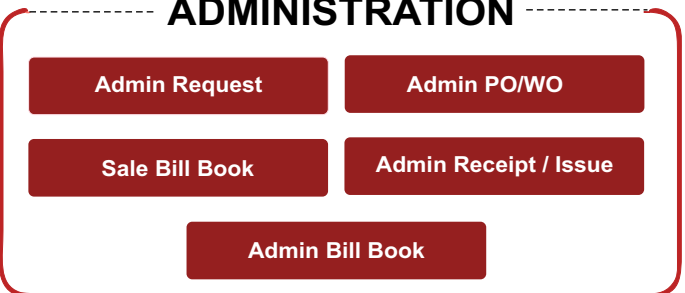 ADMINISTRATION
Admin Request
Admin PO/WO
Sale Bill Book
Admin Receipt / Issue
Admin Bill Book